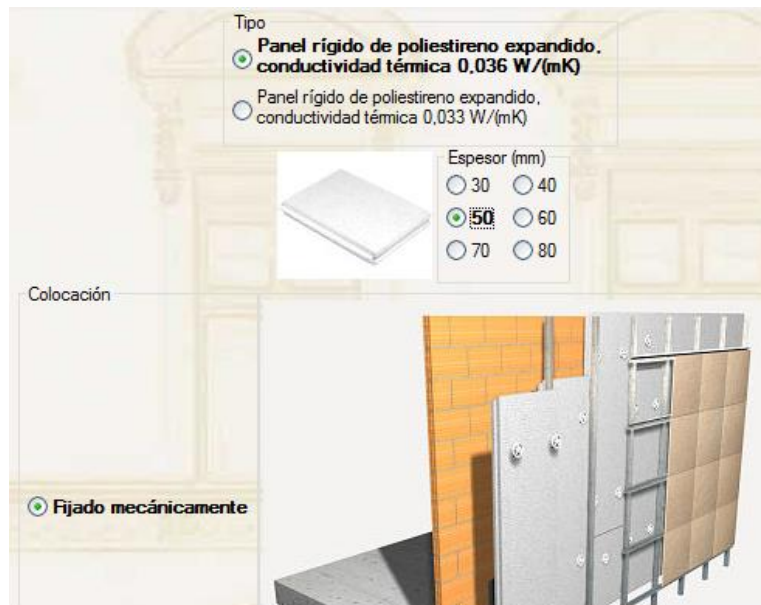 Tipo
Panel rígido de poliestireno expandido,
conductividad térmica 0,036 W/(mK)
Panel rígido de poliestireno expandido,
conductividad térmica 0,033 W/(mK)
Espesor (mm)
30 40
50 60
70 80
Colocación
Fijado mecánicamente